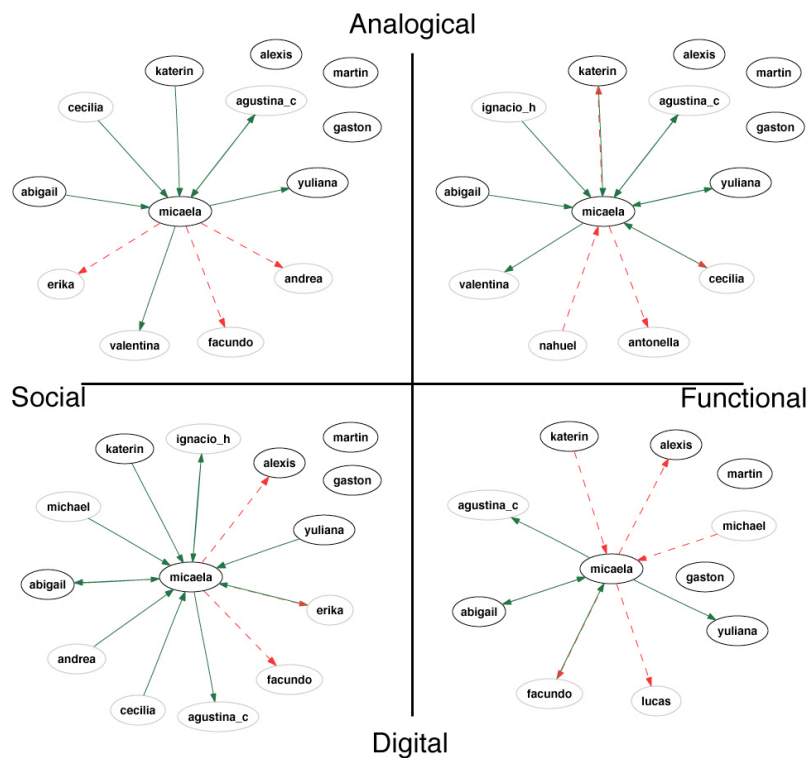 Analogical
alexis
katerin
martin
cecilia
agustina_c
gaston
abigail
yuliana
micaela
erika
andrea
valentina
facundo
alexis
katerin
martin
ignacio_h
agustina_c
gaston
abigail
yuliana
micaela
valentina
cecilia
nahuel
antonella
Social
Functional
ignacio_h
martin
katerin
alexis
gaston
michael
yuliana
abigail
micaela
erika
andrea
facundo
cecilia
agustina_c
katerin
alexis
martin
agustina_c
michael
micaela
gaston
abigail
yuliana
facundo
lucas
Digital